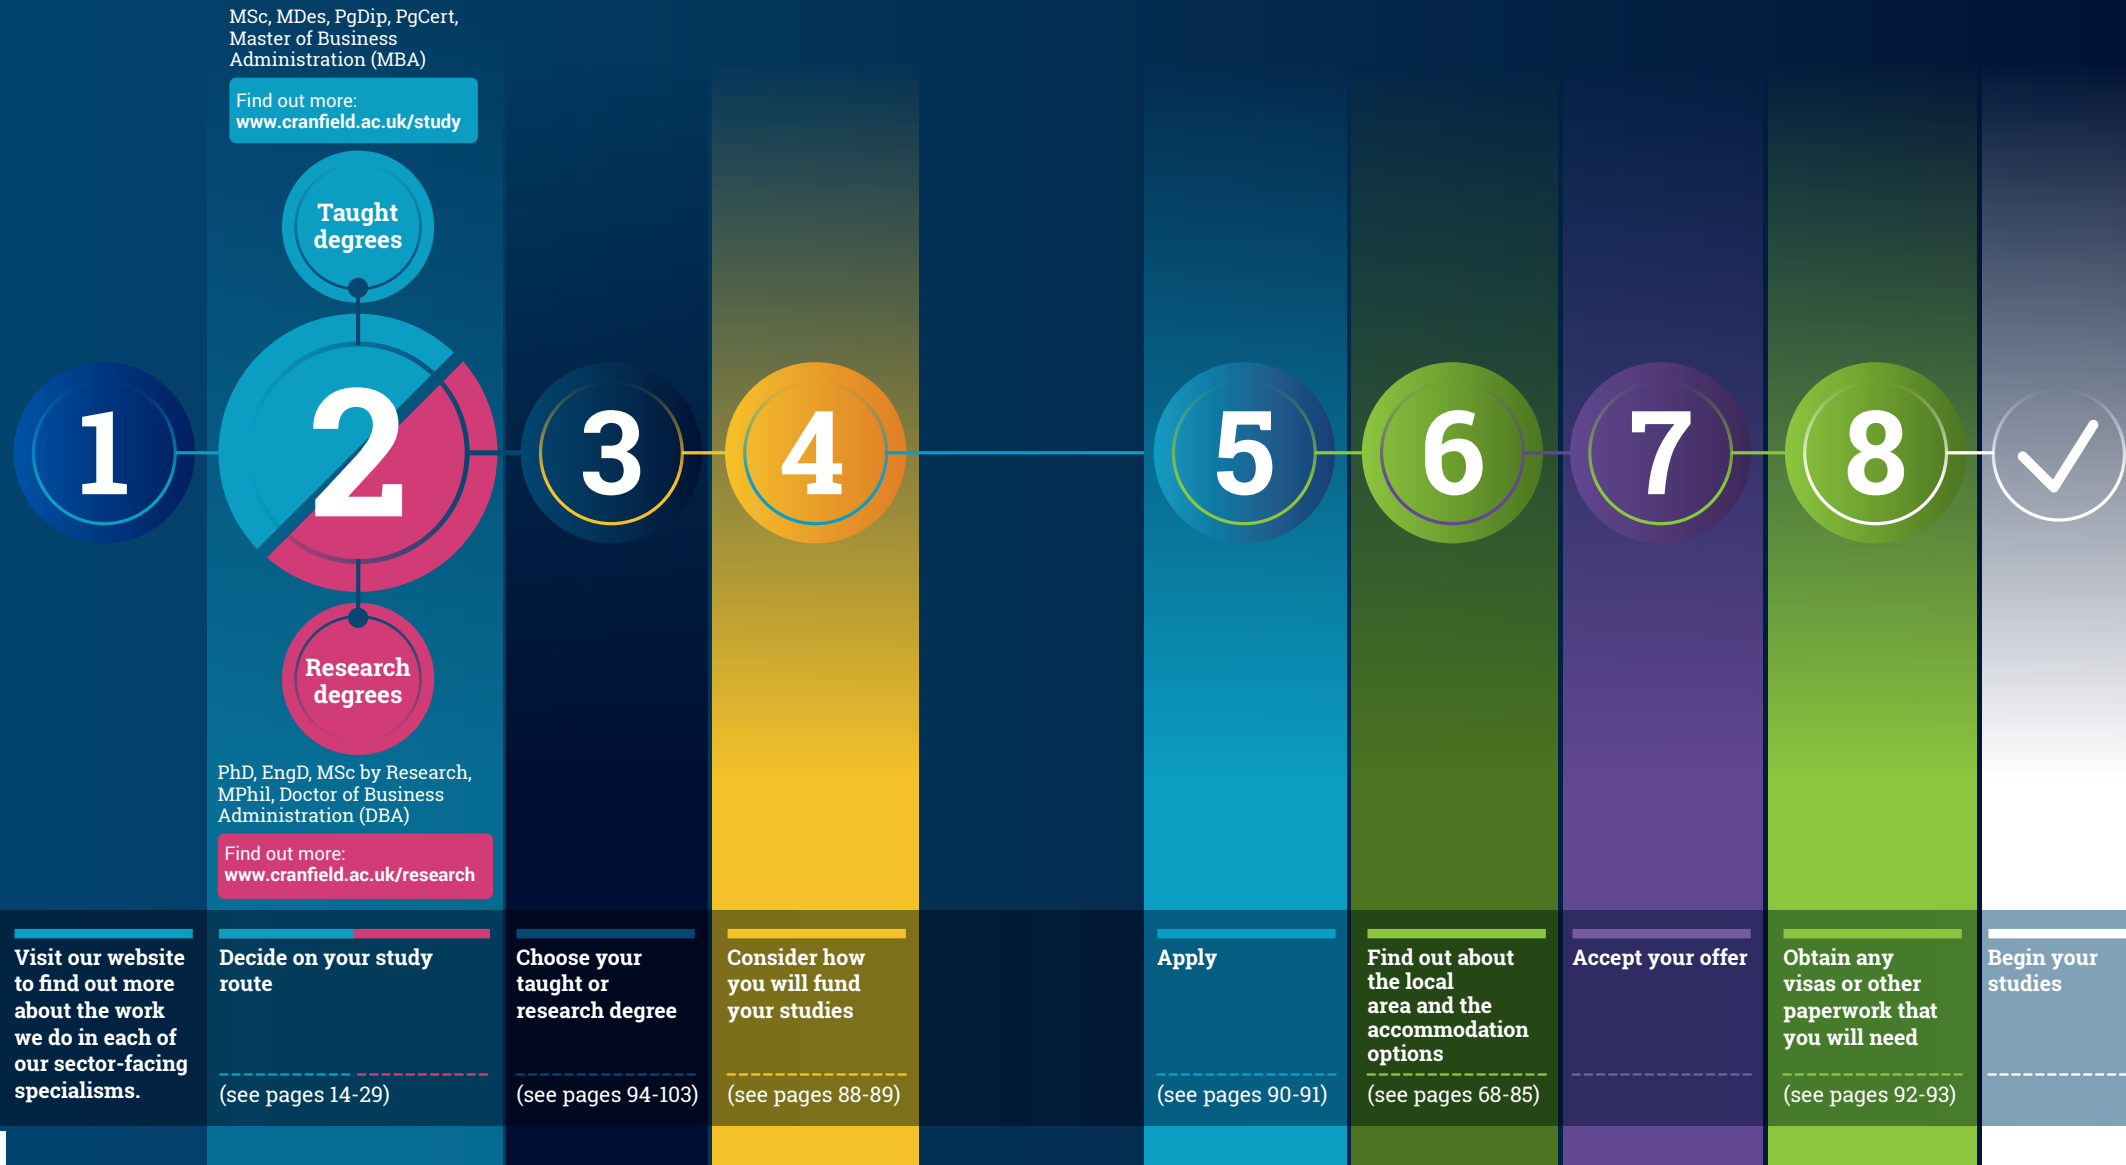 MSc, MDes, PgDip, PgCert,
Master of Business
Administration (MBA)
Find out more:
www.cranfield.ac.uk/study
Taught
degrees
1
2
3
4
5
6
7
8
Research
degrees
PhD, EngD, MSc by Research,
MPhil, Doctor of Business
Administration (DBA)
Find out more:
www.cranfield.ac.uk/research
Visit our website
to find out more
about the work
we do in each of
our sector-facing
specialisms.
Decide on your study
route
(see pages 14-29)
Choose your
taught or
research degree
(see pages 94-103)
Consider how
you will fund
your studies
(see pages 88-89)
Apply
(see pages 90-91)
Find out about
the local
area and the
accommodation
options
(see pages 68-85)
Accept your offer
Obtain any
visas or other
paperwork that
you will need
(see pages 92-93)
Begin your
studies